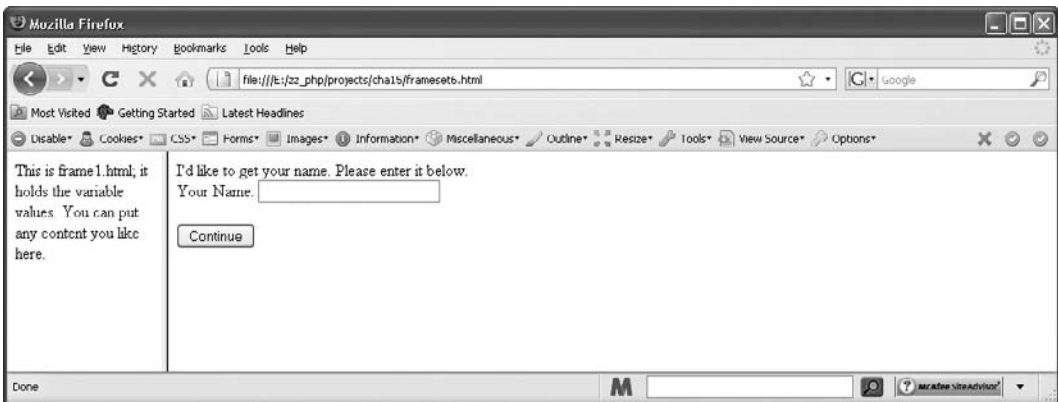 Mozilla Firefox
File Edit View History Bookmarks Tools Help
file:///E:/zz_php/projects/cha15/frameset6.html
G Google
Most Visited Getting Started Latest Headlines
Disable Cookies CSS Forms Images Information Miscellaneous Outline Resize Tools View Source Options
This is frame1.html; it
holds the variable
values. You can put
any content you like
here.
I'd like to get your name. Please enter it below.
Your Name:
Continue
Done
M
McAfee SiteAdvisor